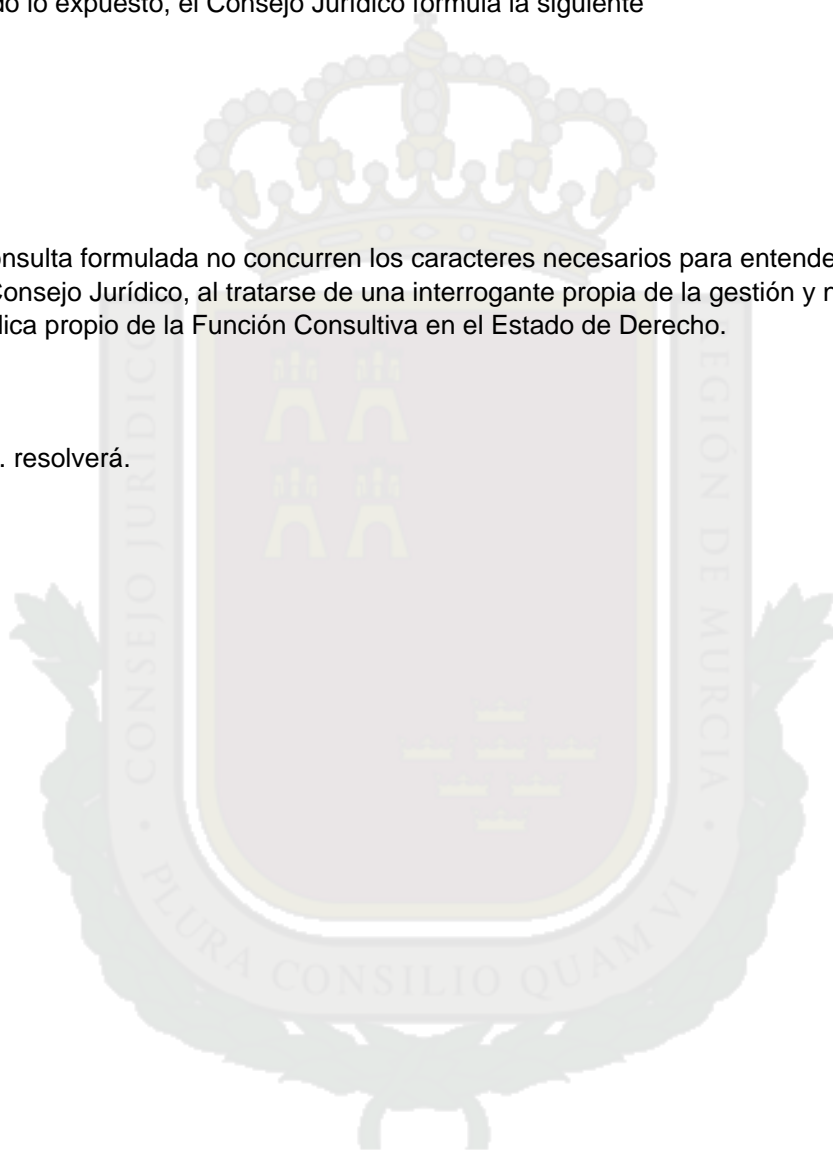 do lo expuesto, el Consejo Jurídico formula la siguiente
onsulta formulada no concurren los caracteres necesarios para entende
Consejo Jurídico, al tratarse de una interrogante propia de la gestión y n
dica propio de la Función Consultiva en el Estado de Derecho.
. resolverá.
CONSEJO JURIDICO
REGIÓN DE MURCIA
PLURA CONSILIO QUAM VI